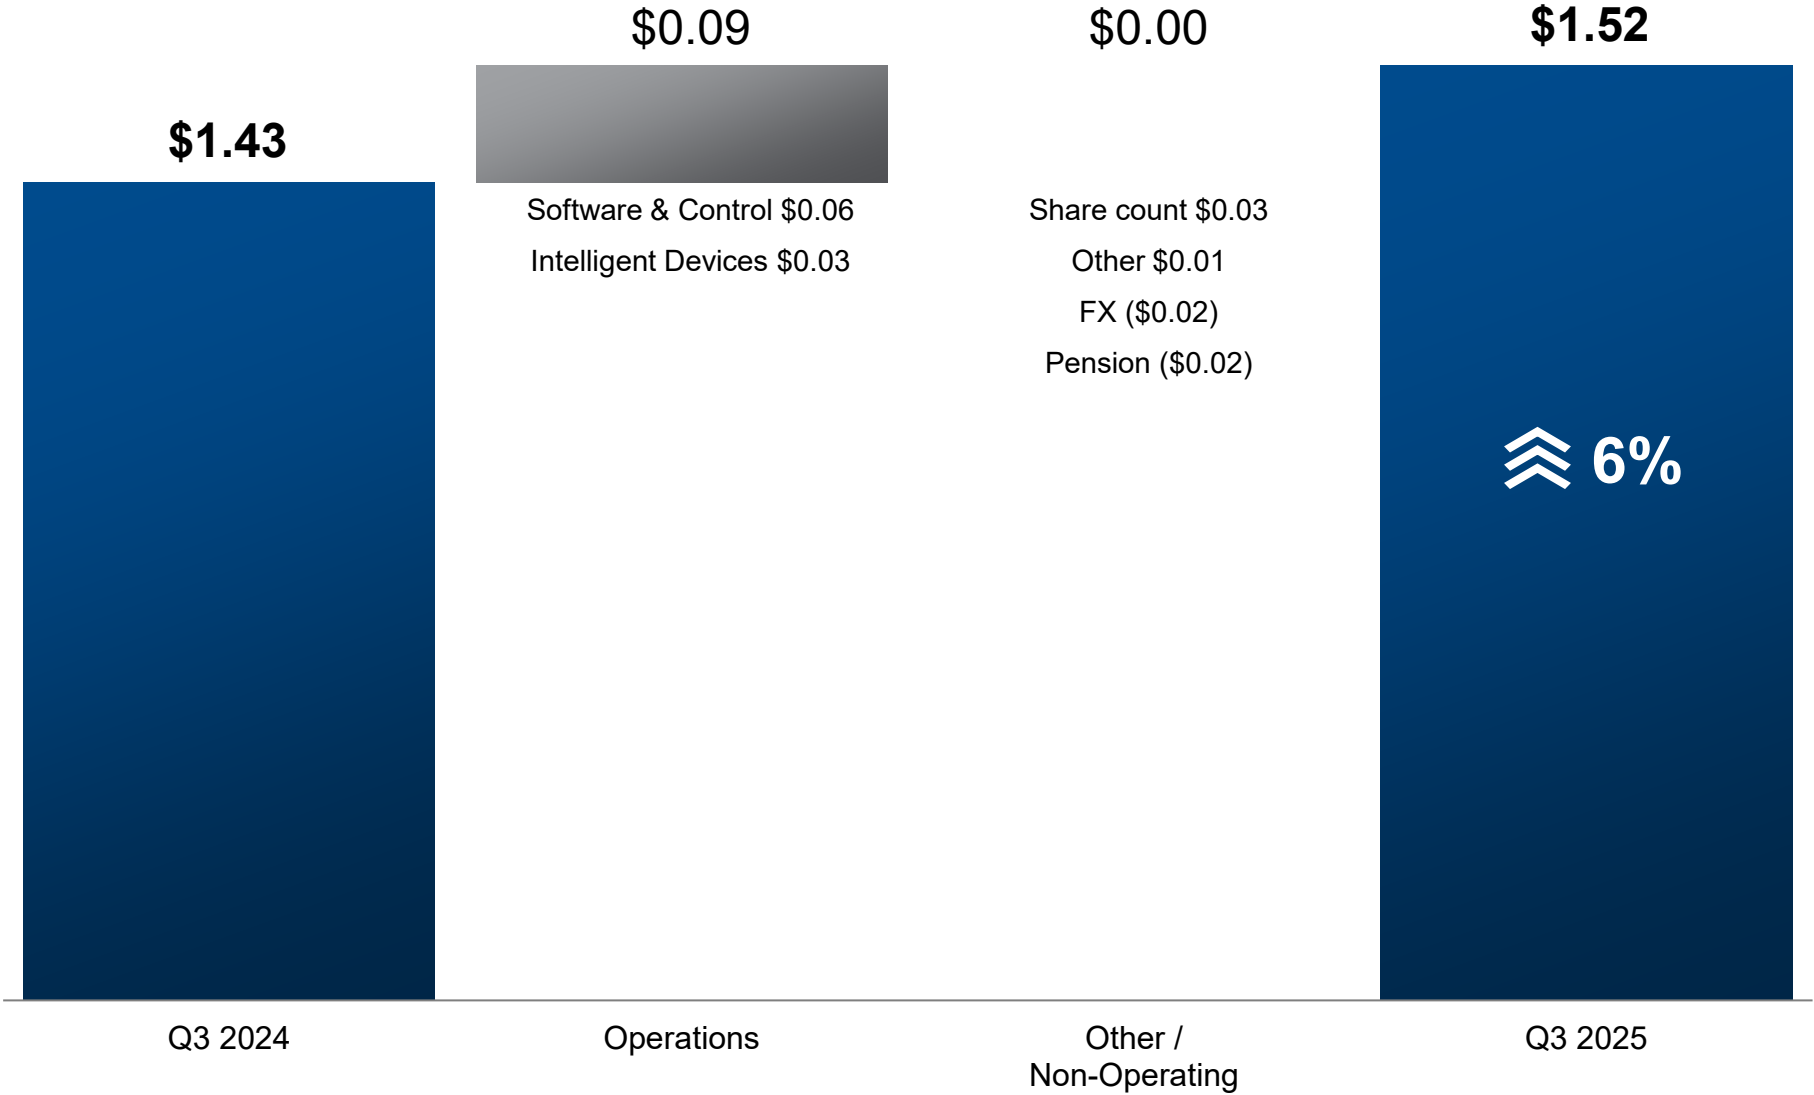 $1.43
$0.09
$0.00
$1.52
Software & Control $0.06
Intelligent Devices $0.03
Share count $0.03
Other $0.01
FX ($0.02)
Pension ($0.02)
6%
Q3 2024
Operations
Other /
Non-Operating
Q3 2025